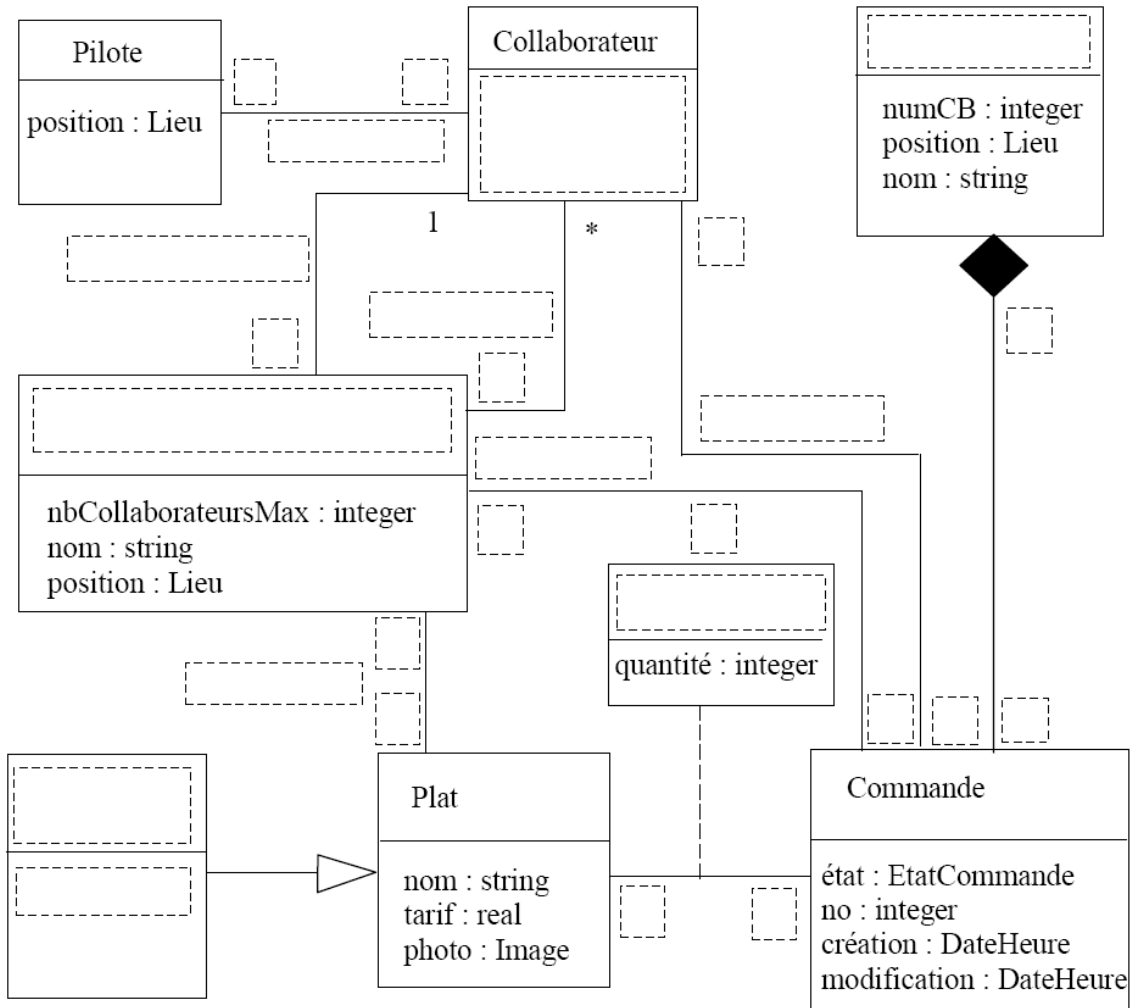 Pilote
position : Lieu
Collaborateur
numCB : integer
position : Lieu
nom : string
1
*
nbCollaborateursMax : integer
nom : string
position : Lieu
quantité : integer
Plat
nom : string
tarif : real
photo : Image
Commande
état : EtatCommande
no : integer
création : DateHeure
modification : DateHeure